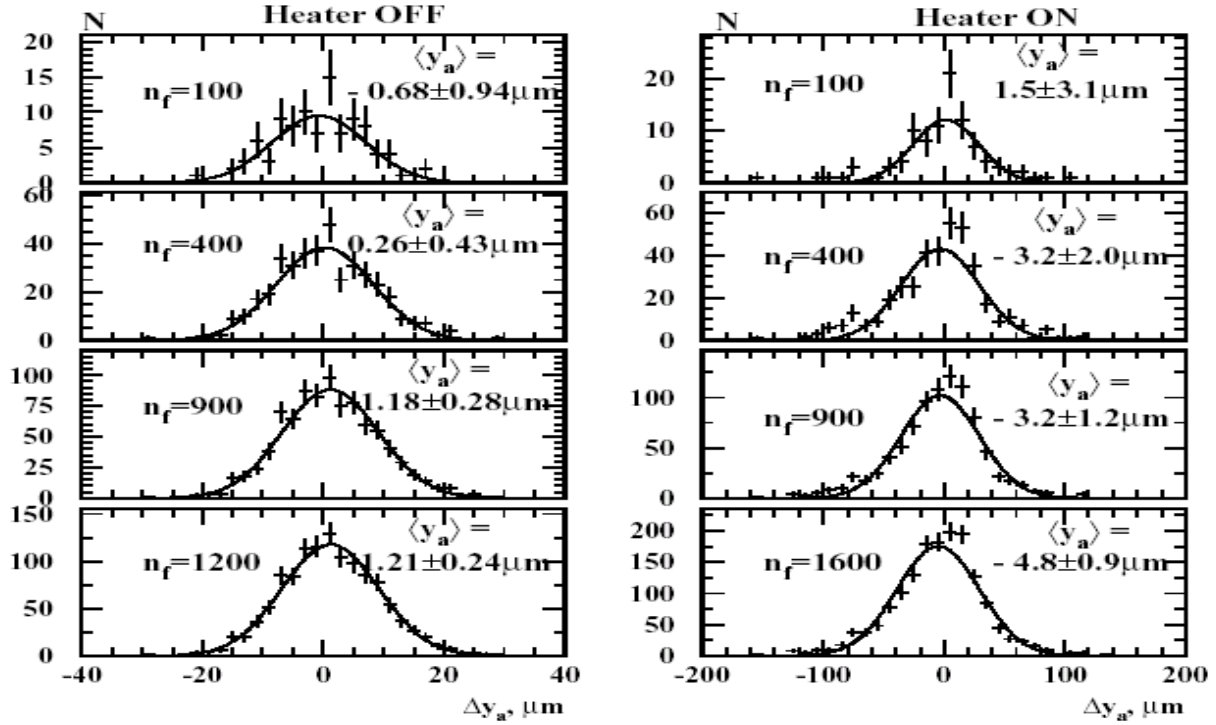 Heater OFF
N
20
15
10
5
0
n_f=100
⟨y_a⟩ =
- 0.68±0.94μm
60
40
20
0
n_f=400
⟨y_a⟩ =
0.26±0.43μm
100
75
50
25
0
n_f=900
⟨y_a⟩ =
1.18±0.28μm
150
100
50
0
n_f=1200
⟨y_a⟩ =
1.21±0.24μm
-40
-20
0
20
40
Δy_a, μm
Heater ON
N
20
10
0
n_f=100
⟨y_a⟩ =
1.5±3.1μm
60
40
20
0
n_f=400
⟨y_a⟩ =
- 3.2±2.0μm
100
50
0
n_f=900
⟨y_a⟩ =
- 3.2±1.2μm
200
150
100
50
0
n_f=1600
⟨y_a⟩ =
- 4.8±0.9μm
-200
-100
0
100
200
Δy_a, μm